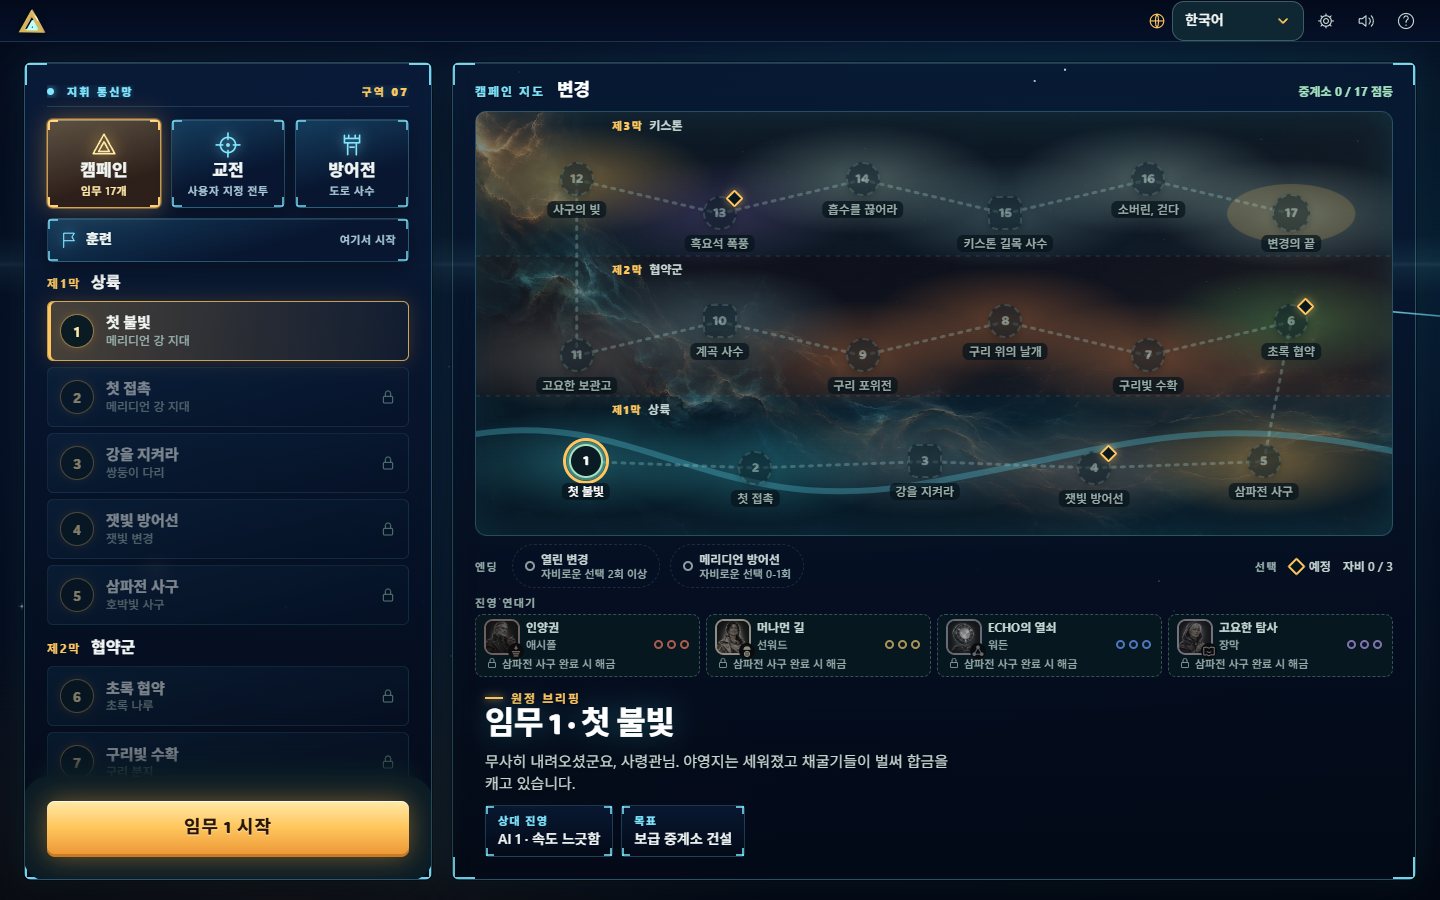 한국어
지휘 통신망
구역 07
캠페인
임무 17개
교전
사용자 지정 전투
방어전
도로 사수
훈련
여기서 시작
제1막 상륙
1
첫 불빛
메리디언 강 지대
2
첫 접촉
메리디언 강 지대
3
강을 지켜라
쌍둥이 다리
4
잿빛 방어선
잿빛 변경
5
삼파전 사구
호박빛 사구
제2막 협약군
6
초록 협약
초록 나루
7
구리빛 수확
구리 분지
임무 1 시작
캠페인 지도 변경
중계소 0 / 17 점등
제3막 키스톤
12
사구의 빚
13
흑요석 폭풍
14
흡수를 끊어라
15
키스톤 길목 사수
16
소버린, 걷다
17
변경의 끝
제2막 협약군
11
고요한 보관고
10
계곡 사수
9
구리 포위전
8
구리 위의 날개
7
구리빛 수확
6
초록 협약
제1막 상륙
1
첫 불빛
2
첫 접촉
3
강을 지켜라
4
잿빛 방어선
5
삼파전 사구
엔딩
열린 변경
자비로운 선택 2회 이상
메리디언 방어선
자비로운 선택 0-1회
선택 예정 자비 0 / 3
진영 연대기
인양권
애시폴
삼파전 사구 완료 시 해금
머나먼 길
선워드
삼파전 사구 완료 시 해금
ECHO의 열쇠
워든
삼파전 사구 완료 시 해금
고요한 탐사
장막
삼파전 사구 완료 시 해금
원정 브리핑
임무 1 · 첫 불빛
무사히 내려오셨군요, 사령관님. 야영지는 세워졌고 채굴기들이 벌써 합금을
캐고 있습니다.
상대 진영
AI 1 · 속도 느긋함
목표
보급 중계소 건설